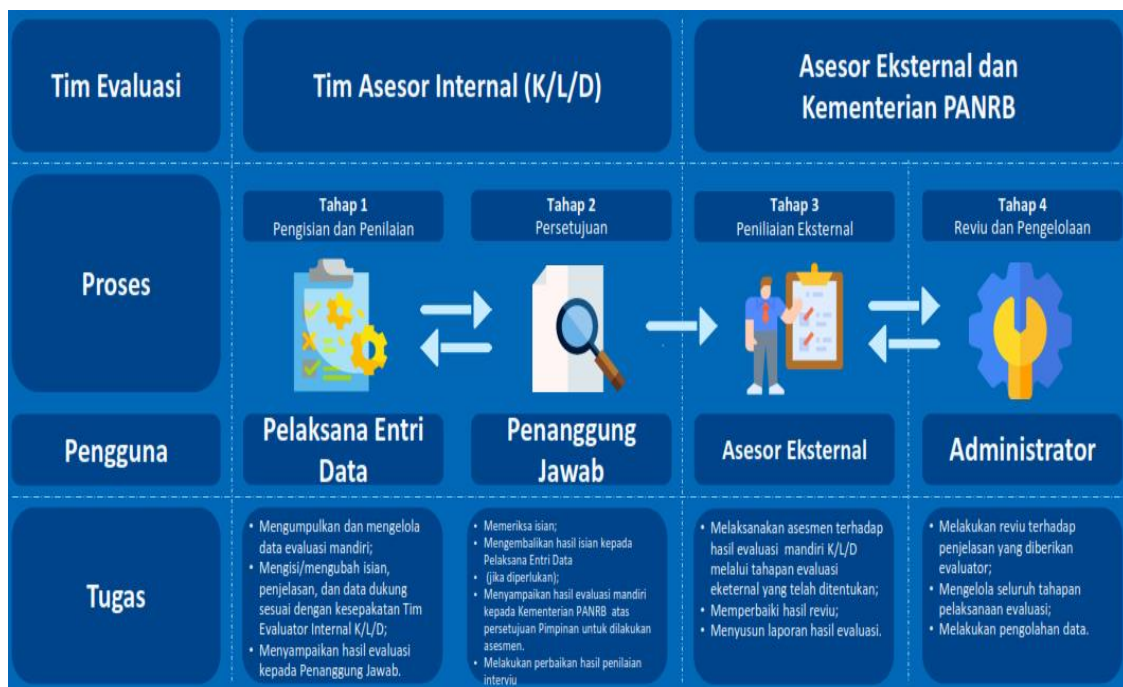 Tim Evaluasi
Tim Asesor Internal (K/L/D)
Asesor Eksternal dan
Kementerian PANRB
Proses
Tahap 1
Pengisian dan Penilaian
Tahap 2
Persetujuan
Tahap 3
Peniliaian Eksternal
Tahap 4
Reviu dan Pengelolaan
Pengguna
Pelaksana Entri
Data
Penanggung
Jawab
Asesor Eksternal
Administrator
Tugas
• Mengumpulkan dan mengelola
data evaluasi mandiri;
• Mengisi/mengubah isian,
penjelasan, dan data dukung
sesuai dengan kesepakatan Tim
Evaluator Internal K/L/D;
• Menyampaikan hasil evaluasi
kepada Penanggung Jawab.
• Memeriksa isian;
• Mengembalikan hasil isian kepada
Pelaksana Entri Data
• (jika diperlukan);
• Menyampaikan hasil evaluasi mandiri
kepada Kementerian PANRB atas
persetujuan Pimpinan untuk dilakukan
asesmen.
• Melakukan perbaikan hasil penilaian
interviu
• Melaksanakan asesmen terhadap
hasil evaluasi mandiri K/L/D
melalui tahapan evaluasi
eketernal yang telah ditentukan;
• Memperbaiki hasil reviu;
• Menyusun laporan hasil evaluasi.
• Melakukan reviu terhadap
penjelasan yang diberikan
evaluator;
• Mengelola seluruh tahapan
pelaksanaan evaluasi;
• Melakukan pengolahan data.